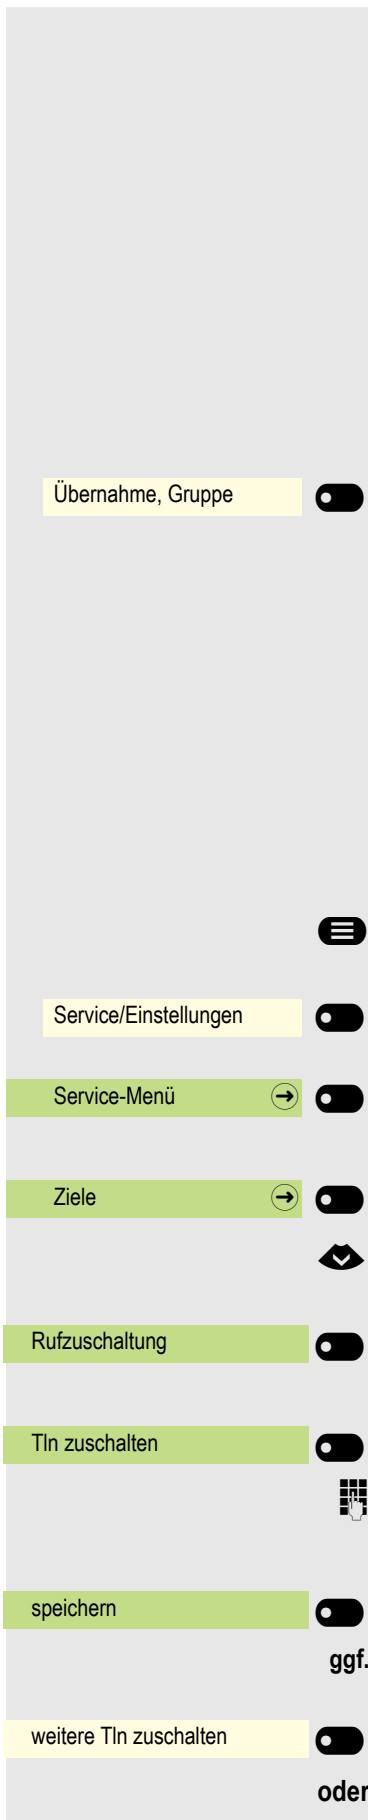 Übernahme, Gruppe
Service/Einstellungen
Service-Menü
Ziele
Rufzuschaltung
Tln zuschalten
speichern
ggf.
weitere Tln zuschalten
oder